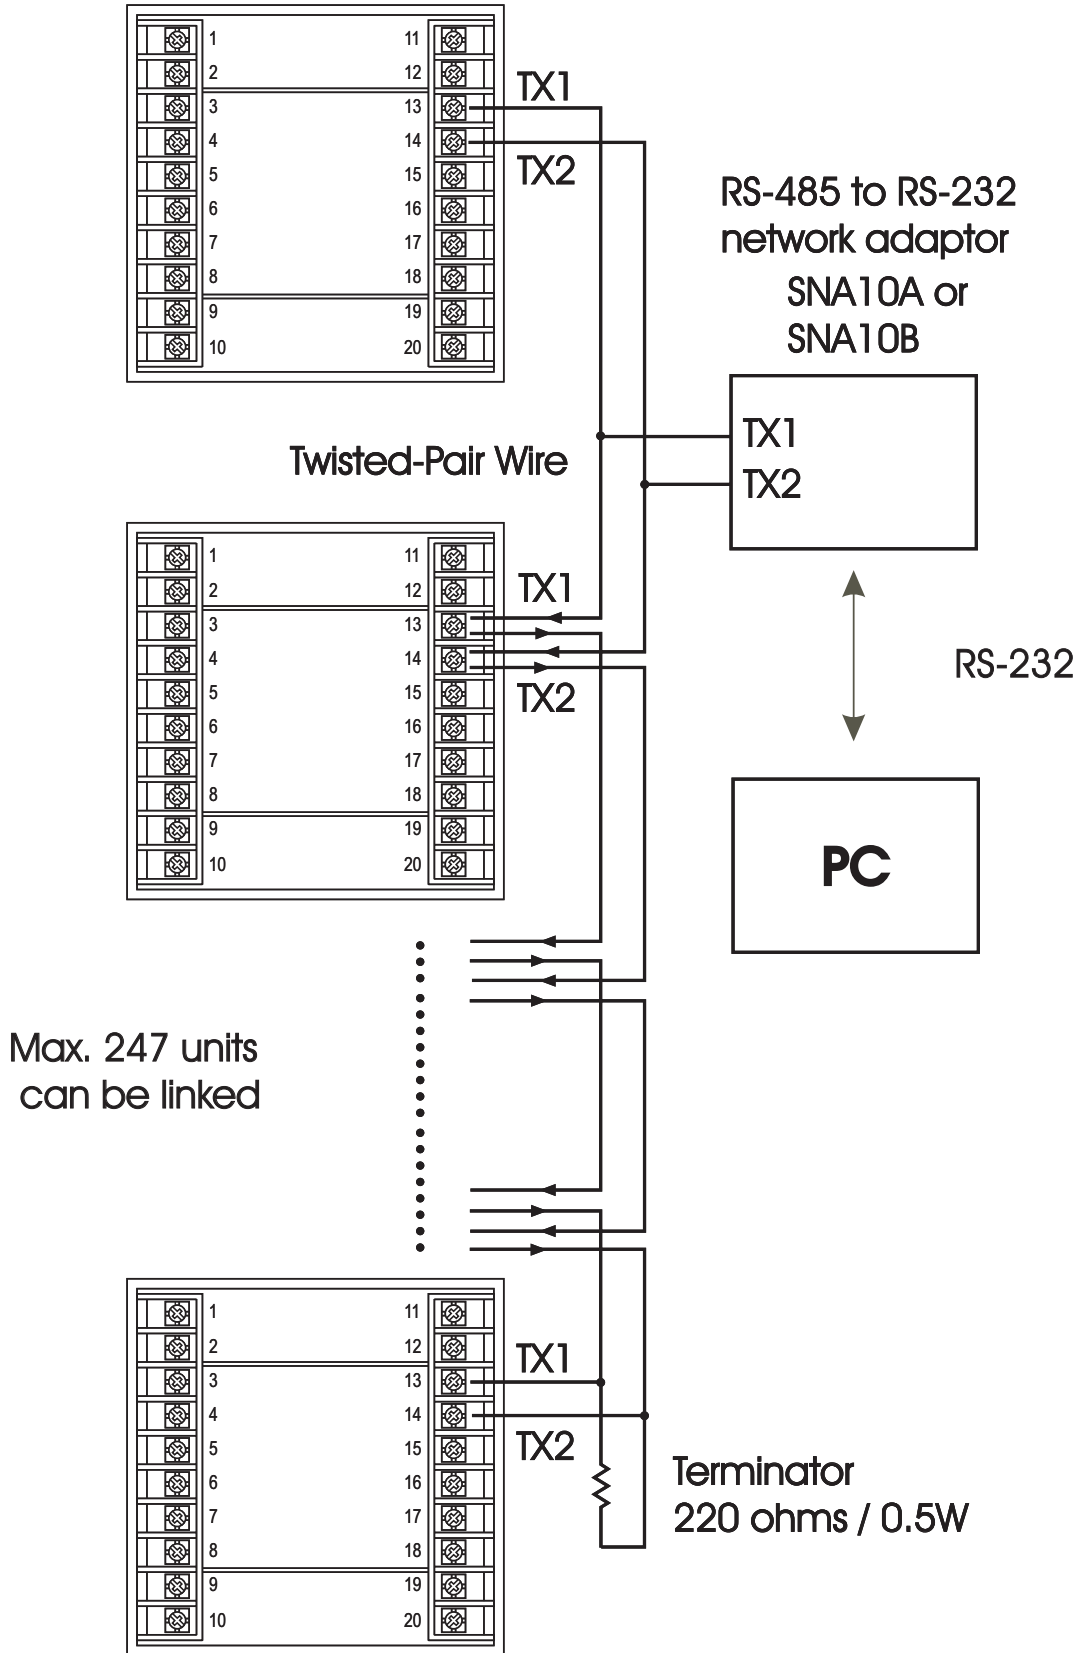 1 11
2 12
3 13
4 14
5 15
6 16
7 17
8 18
9 19
10 20
TX1
TX2
RS-485 to RS-232
network adaptor
SNA10A or
SNA10B
TX1
TX2
Twisted-Pair Wire
1 11
2 12
3 13
4 14
5 15
6 16
7 17
8 18
9 19
10 20
TX1
TX2
RS-232
PC
Max. 247 units
can be linked
1 11
2 12
3 13
4 14
5 15
6 16
7 17
8 18
9 19
10 20
TX1
TX2
Terminator
220 ohms / 0.5W